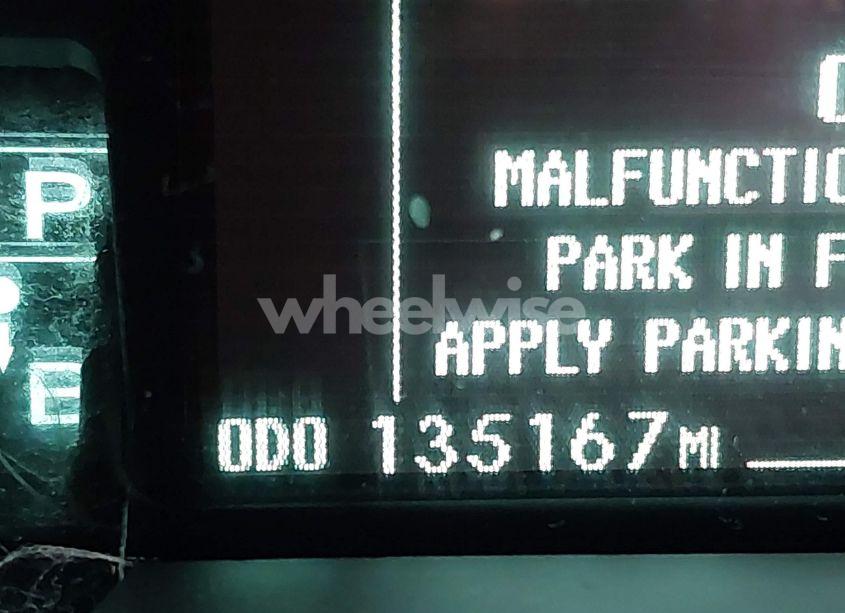 P
MALFUNCTIO
PARK IN F
wheelwise
APPLY PARKIN
E
ODO 135167 MI